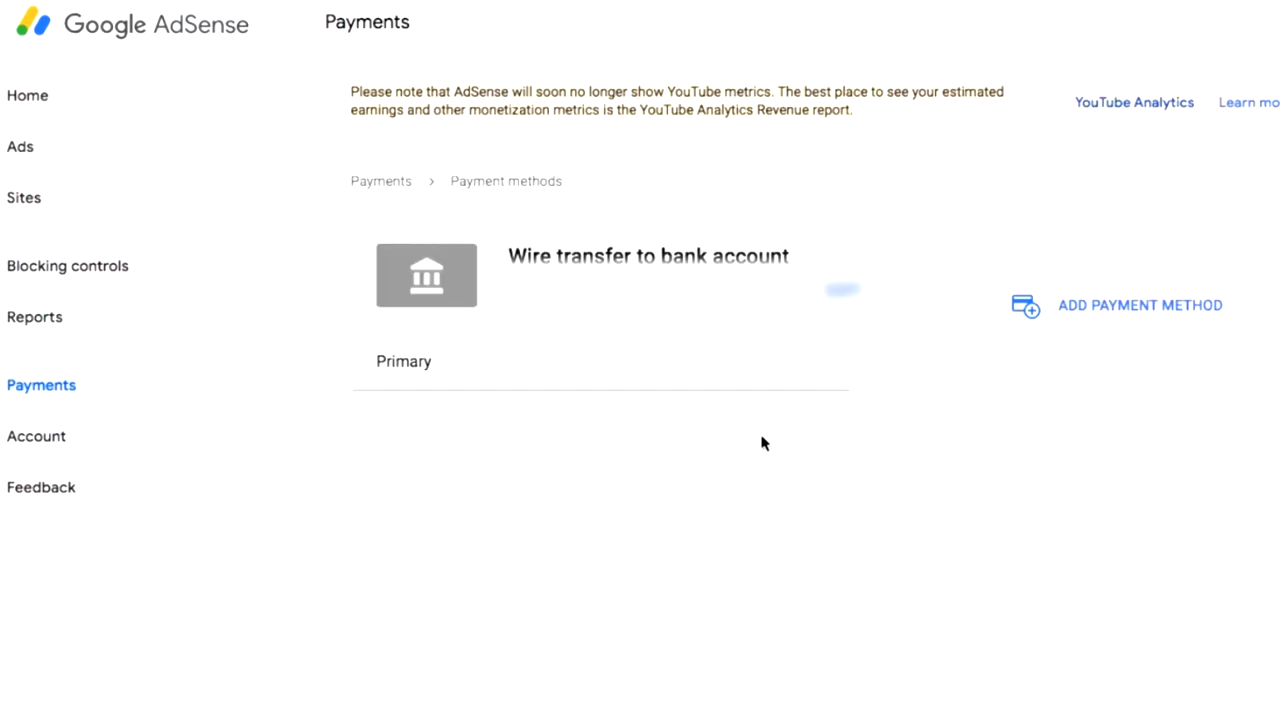 Google AdSense
Payments
Home
Ads
Sites
Blocking controls
Reports
Payments
Account
Feedback
Please note that AdSense will soon no longer show YouTube metrics. The best place to see your estimated
earnings and other monetization metrics is the YouTube Analytics Revenue report.
YouTube Analytics
Learn mo
Payments > Payment methods
Wire transfer to bank account
Primary
ADD PAYMENT METHOD